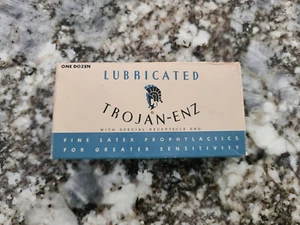 ONE DOZEN
LUBRICATED
TROJAN-ENZ
WITH SPECIAL RECEPTACLE END
FINE LATEX PROPHYLACTICS
FOR GREATER SENSITIVITY